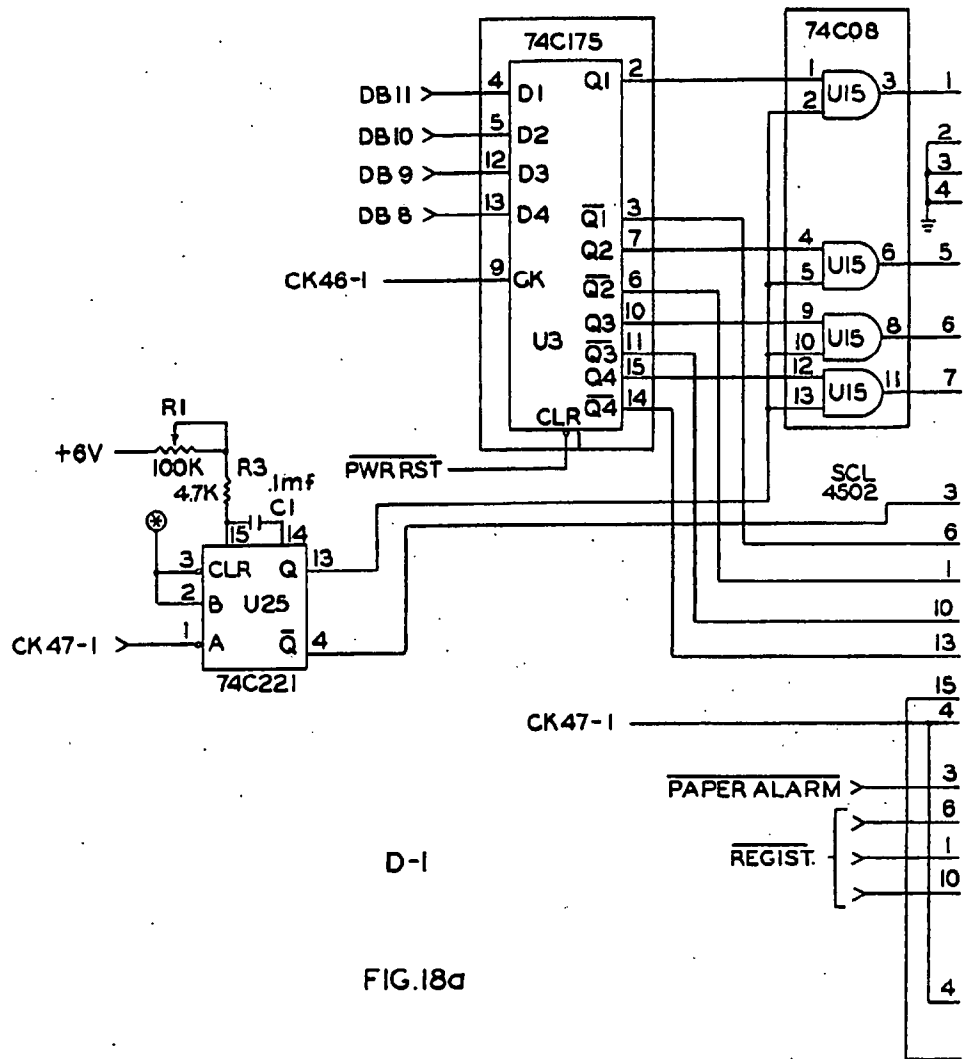 74C175
74C08
DB11 4 D1 Q1 2 1 U15 3 1
2
DB10 5 D2 2
DB9 12 D3 3
DB8 13 D4 4
Q̅1̅ 3
Q2 7 4 U15 6 5
5
CK46-1 9 CK Q̅2̅ 6
U3 Q3 10 9 U15 8 6
Q̅3̅ 11 10
Q4 15 12 U15 11 7
Q̅4̅ 14 13
CLR
P̅W̅R̅ ̅R̅S̅T̅
R1
+6V 100K R3
4.7K .1mf
C1
15 14
SCL
4502
3
6
1
10
13
3 CLR Q 13
2 B U25
CK47-1 1 A Q̅ 4
74C221
15
CK47-1 4
P̅A̅P̅E̅R̅ ̅A̅L̅A̅R̅M̅ 3
6
R̅E̅G̅I̅S̅T̅. 1
10
4
D-1
FIG.18a